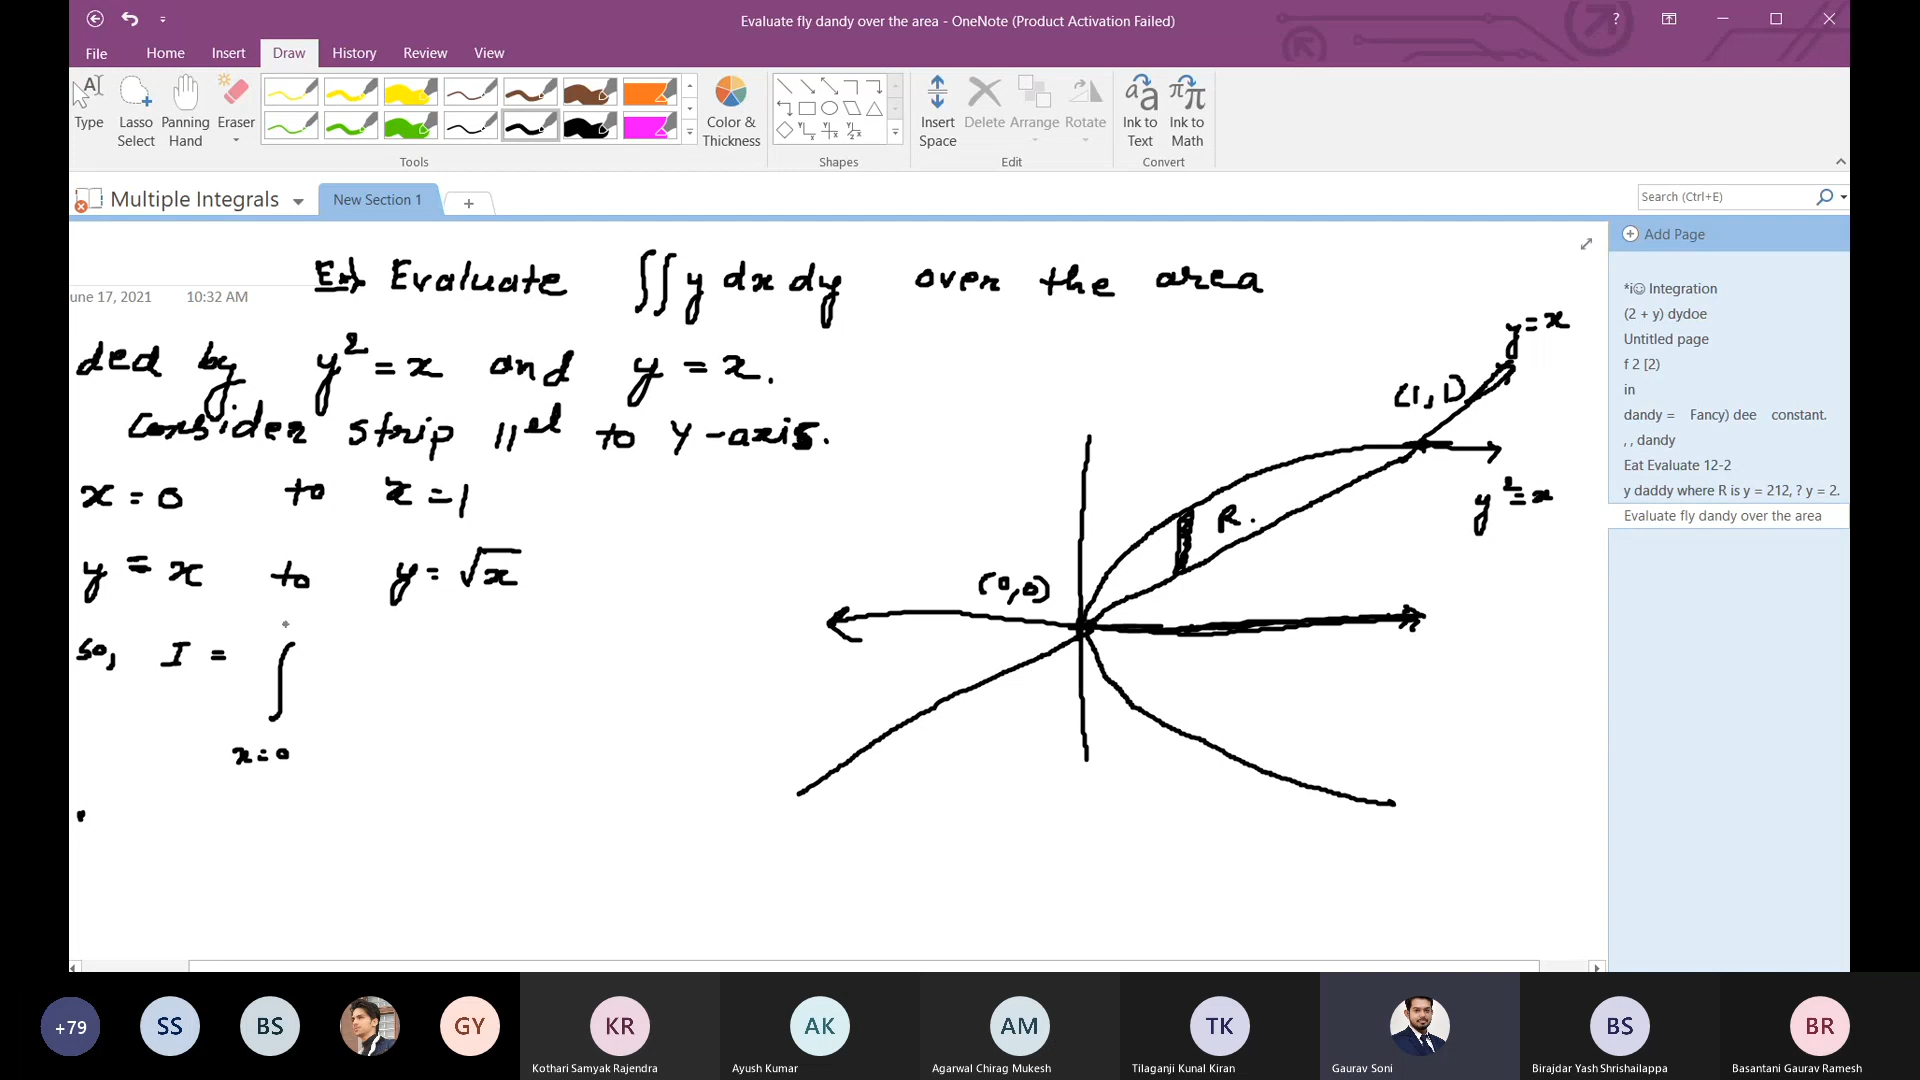 Evaluate fly dandy over the area - OneNote (Product Activation Failed)
?
File Home Insert Draw History Review View
Type
Lasso Select
Panning Hand
Eraser
Color & Thickness
Insert Space
Delete
Arrange
Rotate
Ink to Text
Ink to Math
Tools
Shapes
Edit
Convert
Multiple Integrals
New Section 1
+
Search (Ctrl+E)
Add Page
*i☺ Integration
(2 + y) dydoe
Untitled page
f 2 [2)
in
dandy = Fancy) dee constant.
, , dandy
Eat Evaluate 12-2
y daddy where R is y = 212, ? y = 2.
Evaluate fly dandy over the area
une 17, 2021 10:32 AM
Ex) Evaluate ∫∫ y dx dy over the area
ded by y² = x and y = x.
Consider strip ||el to Y-axis.
x = 0 to x = 1
y = x to y = √x
So, I = ∫
x=0
y = x
(1, 1)
y² = x
R.
(0,0)
+79
SS
BS
GY
KR
Kothari Samyak Rajendra
AK
Ayush Kumar
AM
Agarwal Chirag Mukesh
TK
Tilaganji Kunal Kiran
Gaurav Soni
BS
Birajdar Yash Shrishailappa
BR
Basantani Gaurav Ramesh